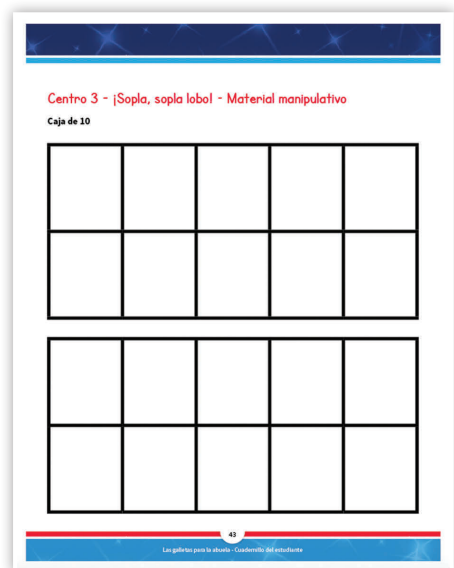 Centro 3 - ¡Sopla, sopla lobo! - Material manipulativo
Caja de 10
43
Las galletas para la abuela - Cuadernillo del estudiante